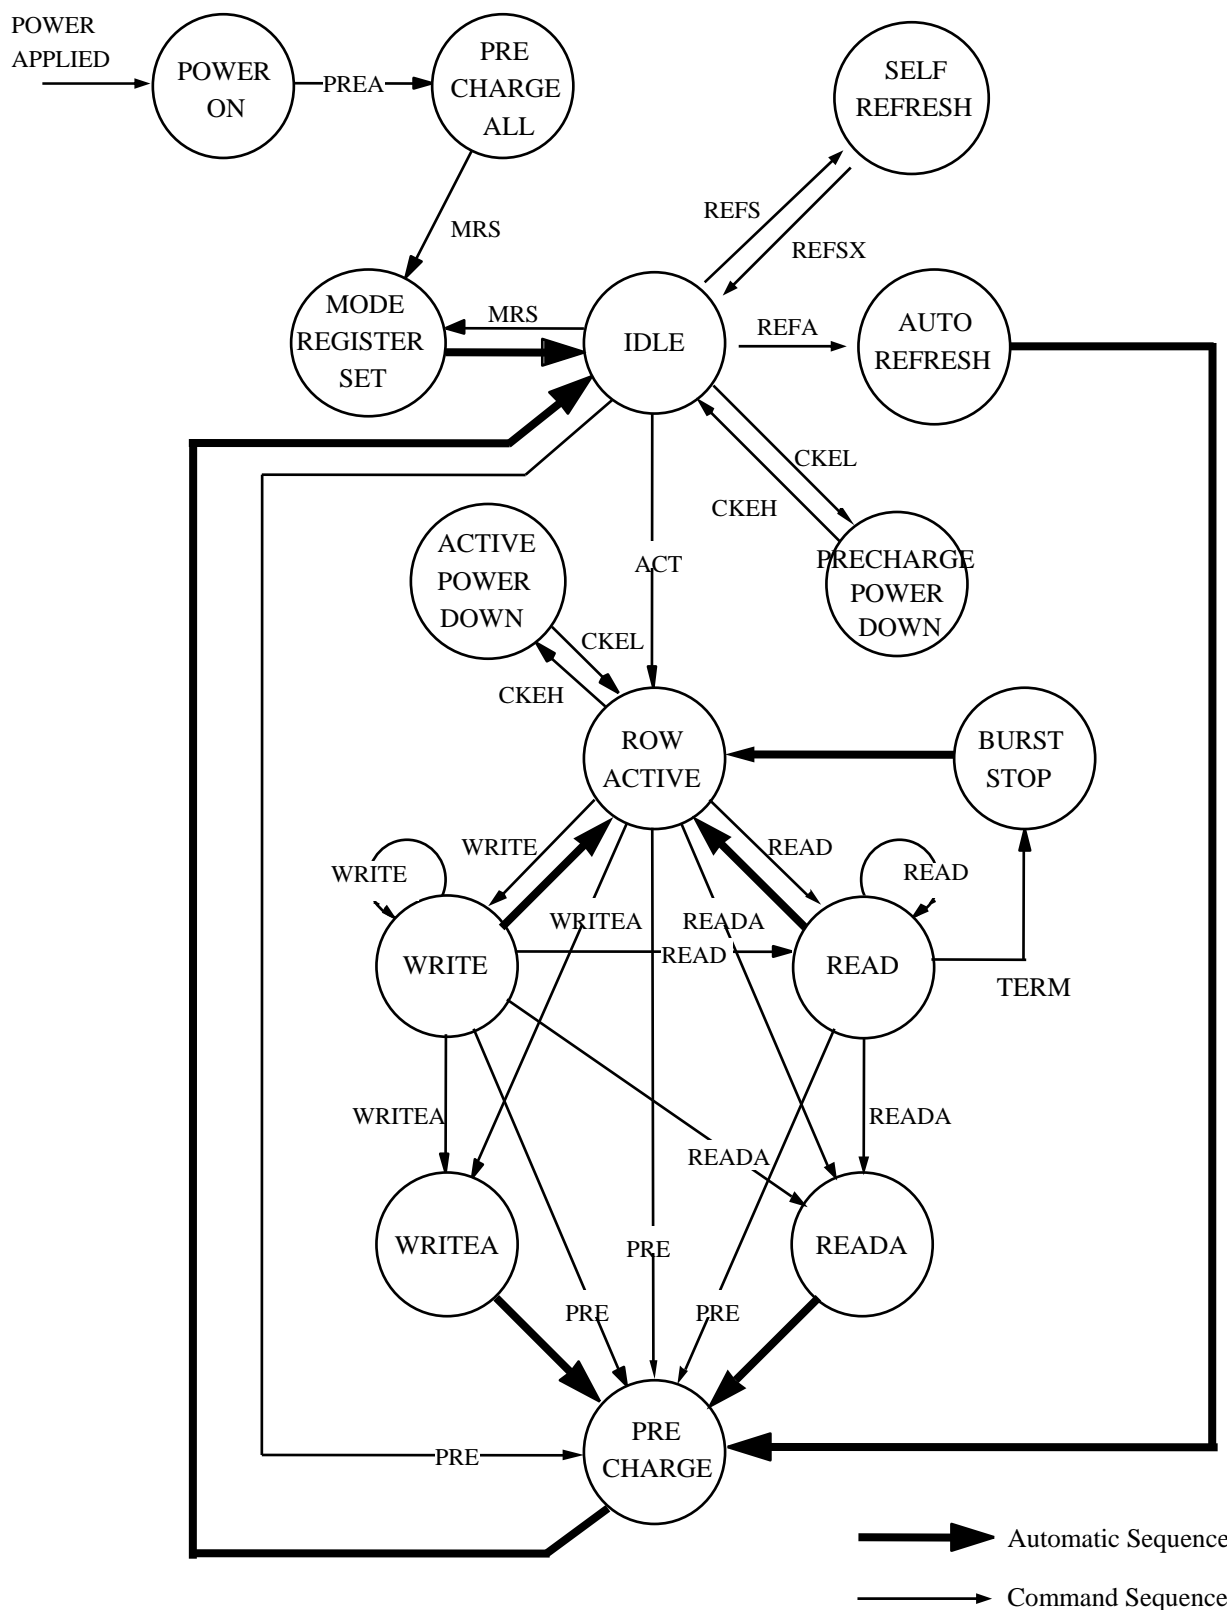 POWER
APPLIED
POWER
ON
PREA
PRE
CHARGE
ALL
SELF
REFRESH
MRS
REFS
REFSX
MODE
REGISTER
SET
MRS
IDLE
REFA
AUTO
REFRESH
CKEL
CKEH
ACTIVE
POWER
DOWN
ACT
PRECHARGE
POWER
DOWN
CKEL
CKEH
ROW
ACTIVE
BURST
STOP
WRITE
READ
WRITE
READ
WRITEA
READA
WRITE
READ
READ
TERM
WRITEA
READA
READA
WRITEA
PRE
READA
PRE
PRE
PRE
CHARGE
PRE
Automatic Sequence
Command Sequence